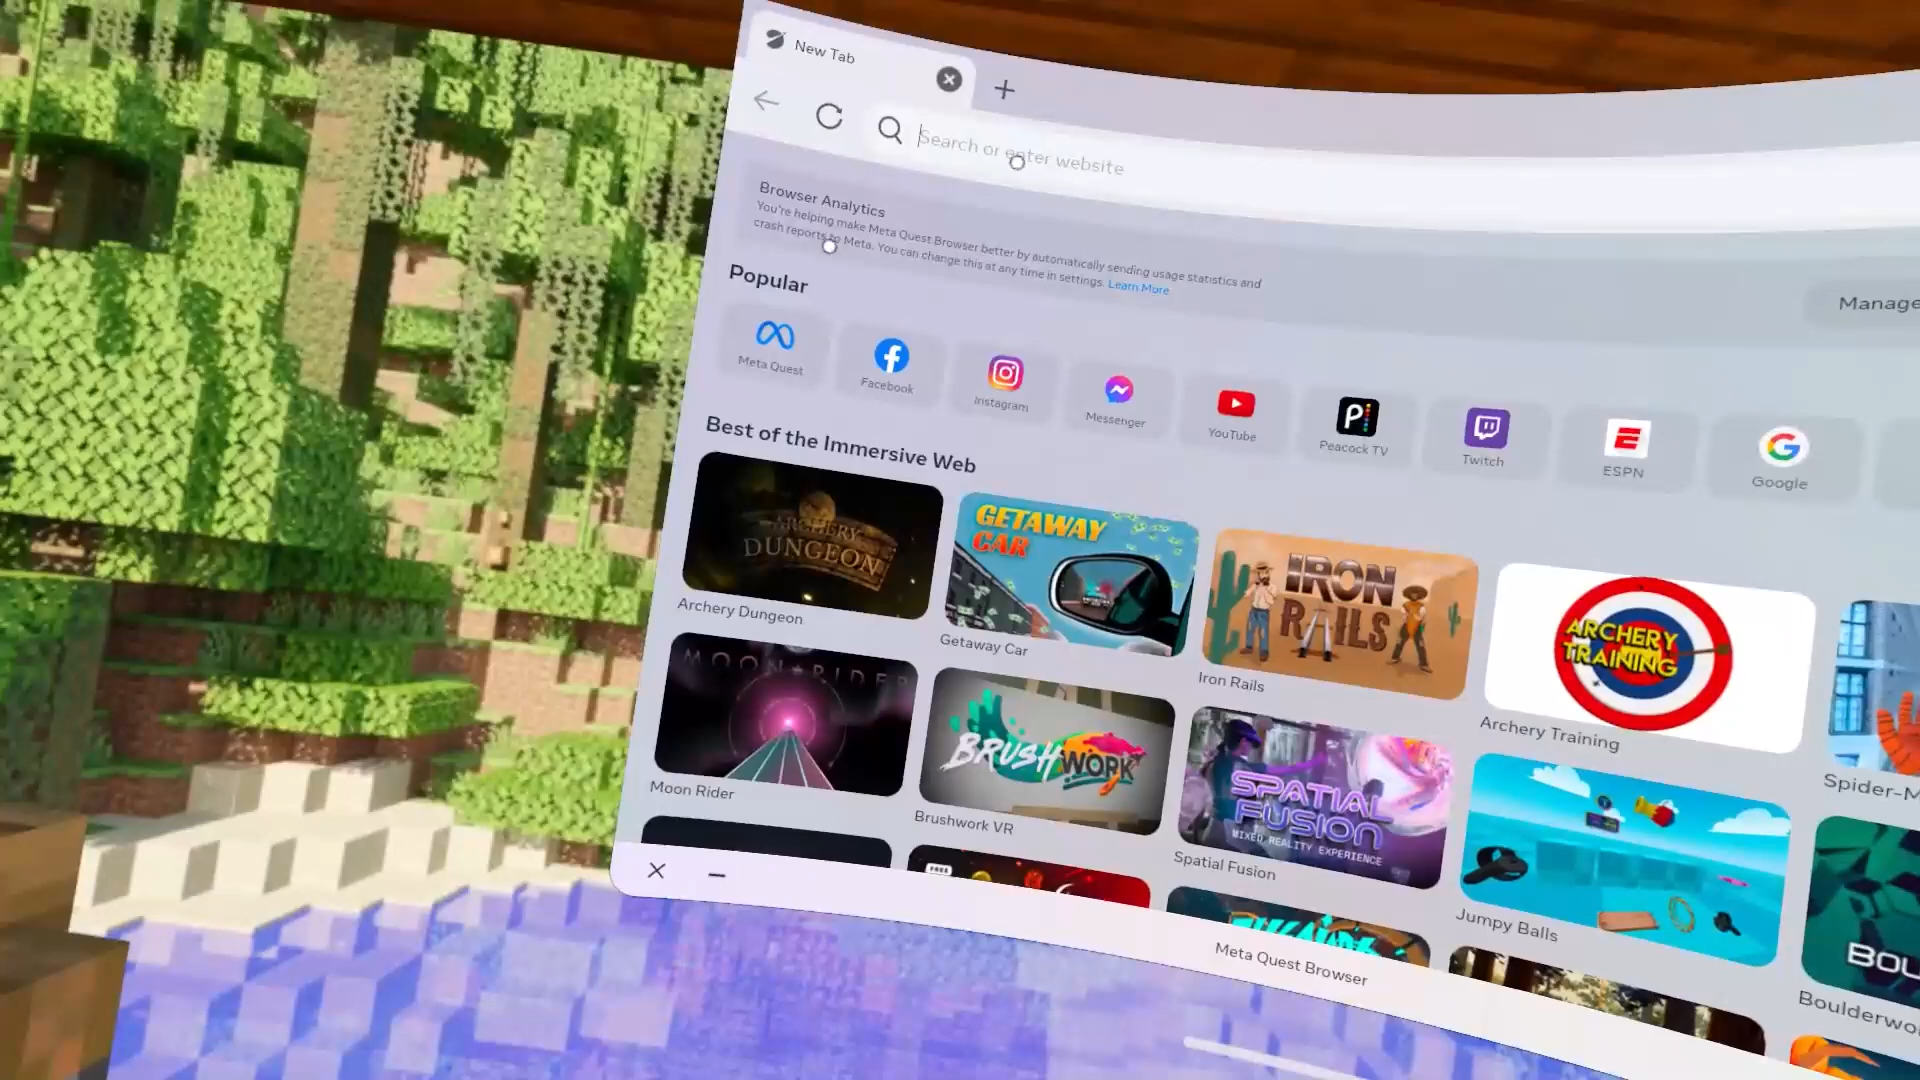 New Tab
Search or enter website
Browser Analytics
You're helping make Meta Quest Browser better by automatically sending usage statistics and
crash reports to Meta. You can change this at any time in settings. Learn More
Manage
Popular
Meta Quest
Facebook
Instagram
Messenger
YouTube
Peacock TV
Twitch
ESPN
Google
Best of the Immersive Web
ARCHERY
DUNGEON
GETAWAY
CAR
IRON
RAILS
ARCHERY
TRAINING
Archery Dungeon
Getaway Car
Iron Rails
Archery Training
Spider-M
MOON RIDER
BRUSHWORK
SPATIAL
FUSION
MIXED REALITY EXPERIENCE
BOU
Moon Rider
Brushwork VR
Spatial Fusion
Jumpy Balls
Boulderwo
FREE
Meta Quest Browser